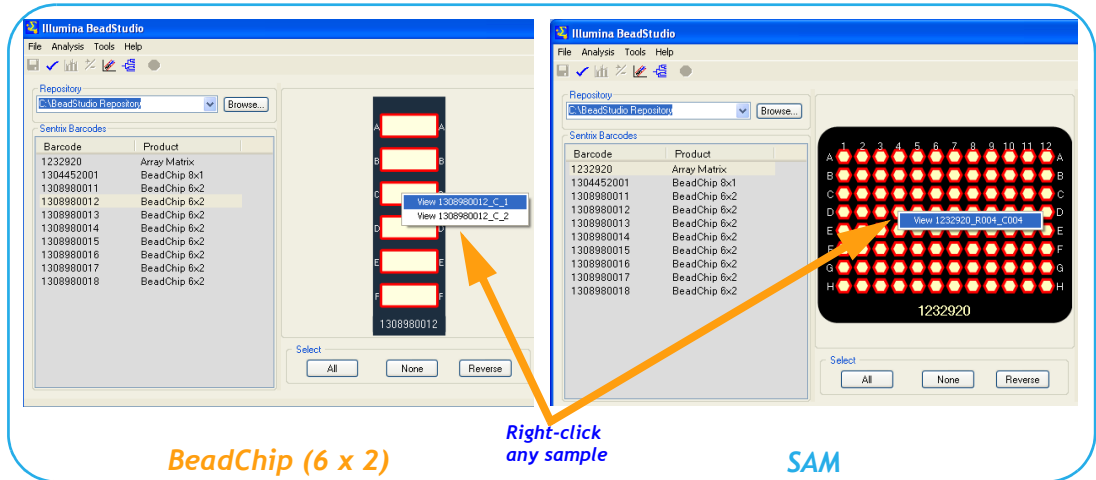 Illumina BeadStudio
File Analysis Tools Help
Repository
C:\BeadStudio Repository
Browse...
Sentrix Barcodes
Barcode Product
1232920 Array Matrix
1304452001 BeadChip 8x1
1308980011 BeadChip 6x2
1308980012 BeadChip 6x2
1308980013 BeadChip 6x2
1308980014 BeadChip 6x2
1308980015 BeadChip 6x2
1308980016 BeadChip 6x2
1308980017 BeadChip 6x2
1308980018 BeadChip 6x2
A A
B B
C
View 1308980012_C_1
View 1308980012_C_2
D D
E E
F F
1308980012
Select
All None Reverse
BeadChip (6 x 2)
Illumina BeadStudio
File Analysis Tools Help
Repository
C:\BeadStudio Repository
Browse...
Sentrix Barcodes
Barcode Product
1232920 Array Matrix
1304452001 BeadChip 8x1
1308980011 BeadChip 6x2
1308980012 BeadChip 6x2
1308980013 BeadChip 6x2
1308980014 BeadChip 6x2
1308980015 BeadChip 6x2
1308980016 BeadChip 6x2
1308980017 BeadChip 6x2
1308980018 BeadChip 6x2
1 2 3 4 5 6 7 8 9 10 11 12
A A
B B
C C
D D
View 1232920_R004_C004
E E
F F
G G
H H
1232920
Select
All None Reverse
Right-click
any sample
SAM